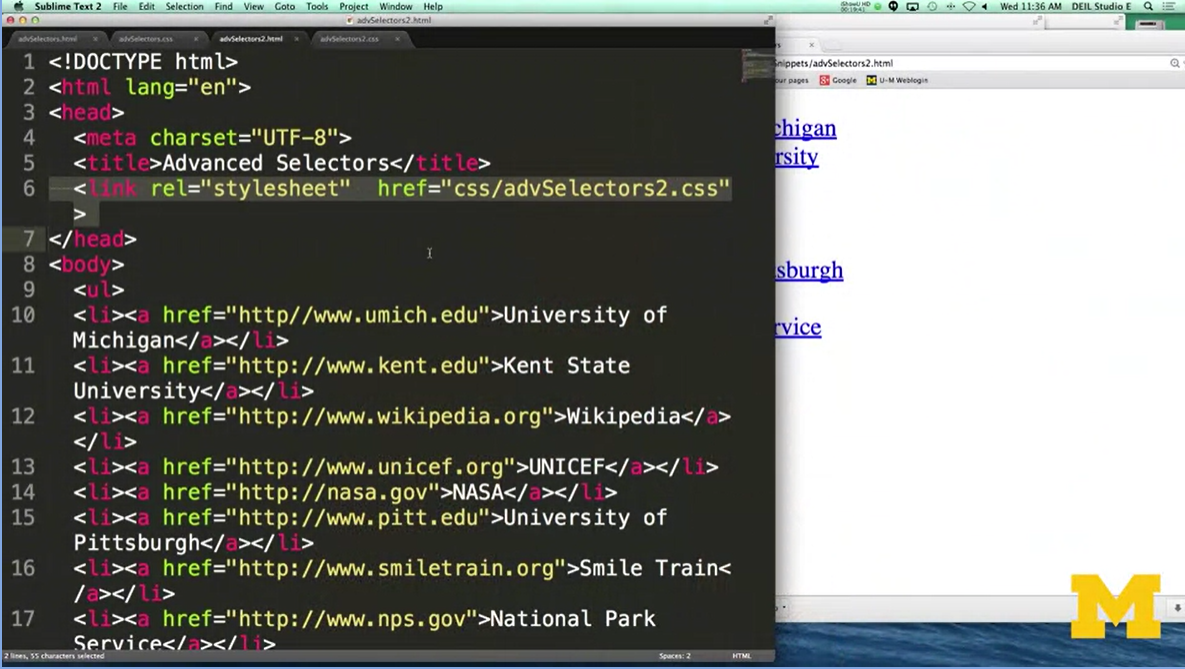 Sublime Text 2 File Edit Selection Find View Goto Tools Project Window Help Wed 11:36 AM DEIL Studio E
advSelectors2.html
advSelectors.html × advSelectors.css × advSelectors2.html × advSelectors2.css ×
1 <!DOCTYPE html>
2 <html lang="en">
3 <head>
4 <meta charset="UTF-8">
5 <title>Advanced Selectors</title>
6 <link rel="stylesheet" href="css/advSelectors2.css"
>
7 </head>
8 <body>
9 <ul>
10 <li><a href="http//www.umich.edu">University of
Michigan</a></li>
11 <li><a href="http://www.kent.edu">Kent State
University</a></li>
12 <li><a href="http://www.wikipedia.org">Wikipedia</a>
</li>
13 <li><a href="http://www.unicef.org">UNICEF</a></li>
14 <li><a href="http://nasa.gov">NASA</a></li>
15 <li><a href="http://www.pitt.edu">University of
Pittsburgh</a></li>
16 <li><a href="http://www.smiletrain.org">Smile Train<
/a></li>
17 <li><a href="http://www.nps.gov">National Park
Service</a></li>
2 lines, 55 characters selected Spaces: 2 HTML
snippets/advSelectors2.html
our pages Google U-M Weblogin
chigan
rsity
sburgh
rvice
M